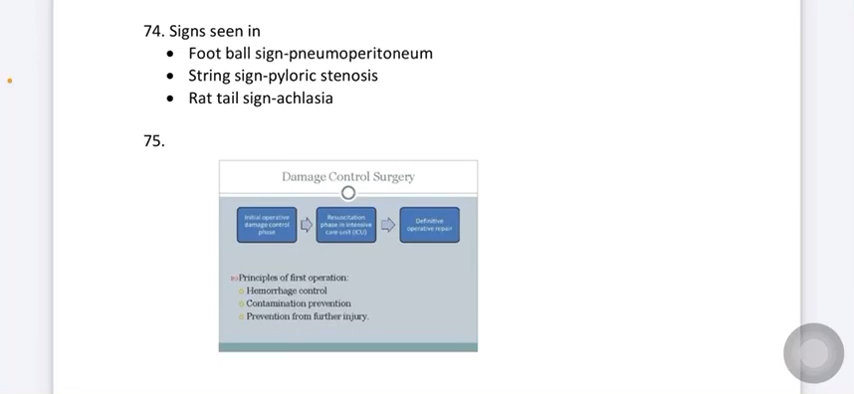 74. Signs seen in
• Foot ball sign-pneumoperitoneum
• String sign-pyloric stenosis
• Rat tail sign-achlasia
75.
Damage Control Surgery
Initial operative
damage control
phase
Resuscitation
phase in intensive
care unit (ICU)
Definitive
operative repair
Principles of first operation:
Hemorrhage control
Contamination prevention
Prevention from further injury.